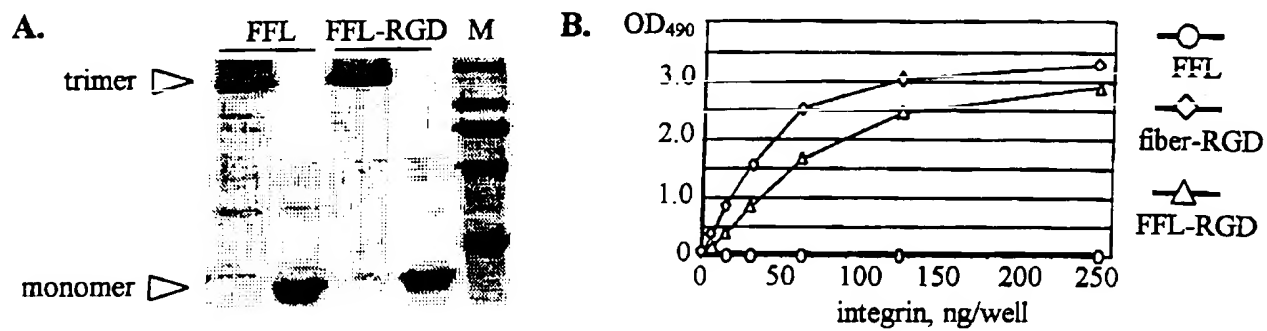 A.
FFL FFL-RGD M
trimer
monomer
B.
OD490
3.0
2.0
1.0
0
0 50 100 150 200 250
integrin, ng/well
FFL
fiber-RGD
FFL-RGD